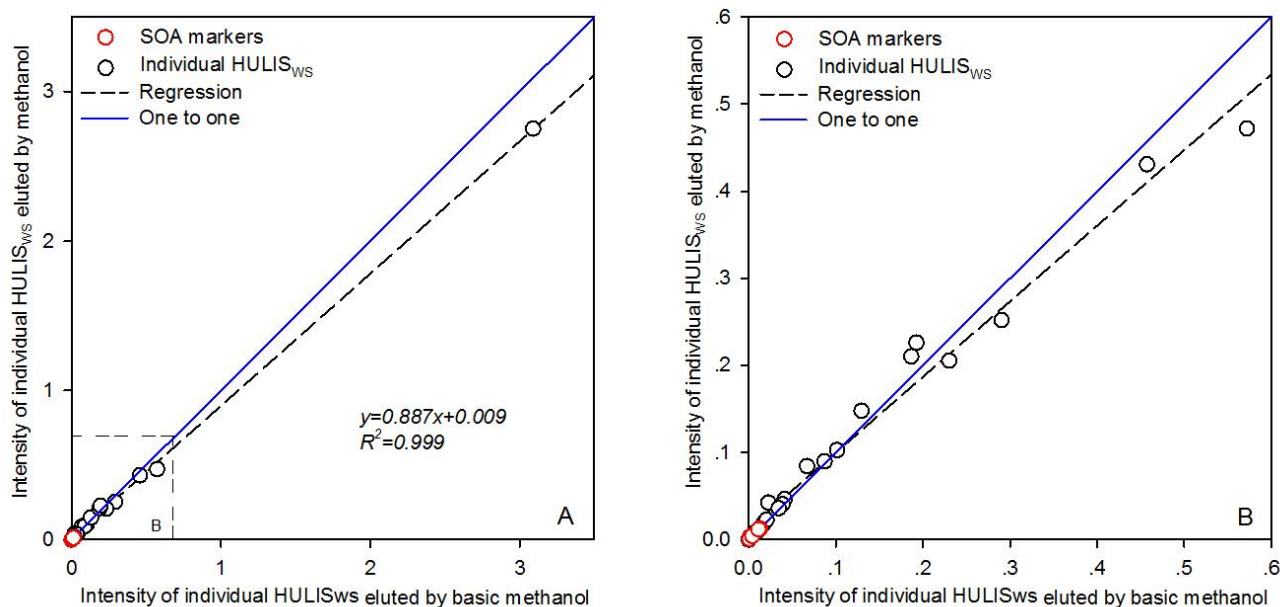 Intensity of individual HULISWS eluted by methanol
SOA markers
Individual HULISWS
Regression
One to one
3
2
1
0
y=0.887x+0.009
R2=0.999
B
A
0
1
2
3
Intensity of individual HULISws eluted by basic methanol
Intensity of individual HULISWS eluted by methanol
.6
.5
.4
.3
.2
.1
0.0
SOA markers
Individual HULISWS
Regression
One to one
B
0.0
.1
.2
.3
.4
.5
.6
Intensity of individual HULISws eluted by basic methanol